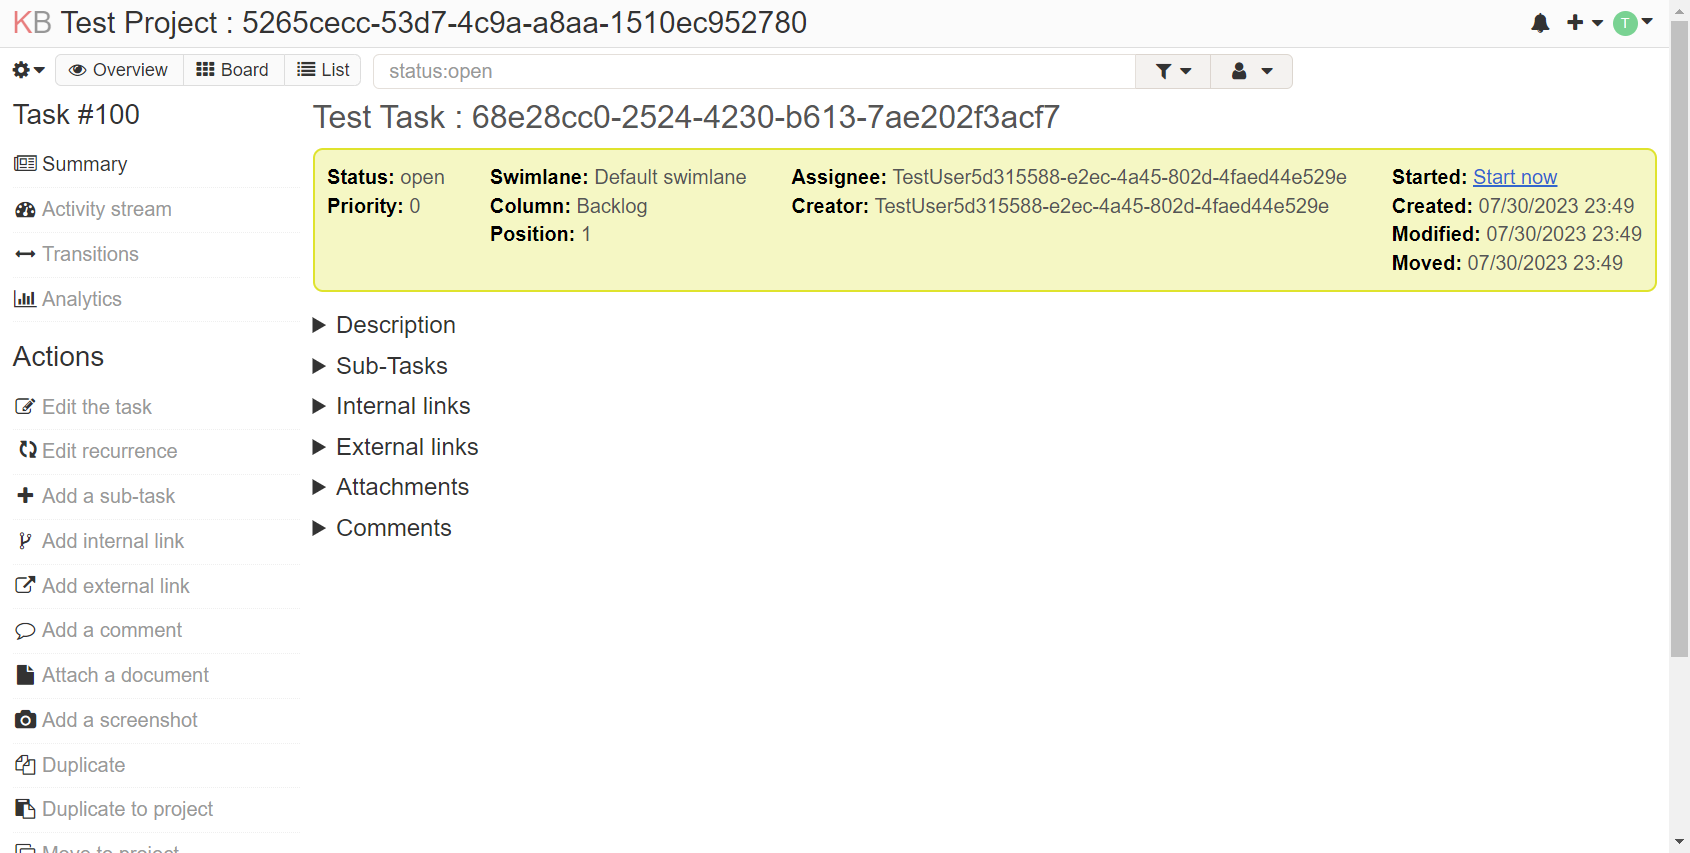 KB Test Project : 5265cecc-53d7-4c9a-a8aa-1510ec952780
T
Overview Board List status:open
Task #100
Summary
Activity stream
Transitions
Analytics
Actions
Edit the task
Edit recurrence
Add a sub-task
Add internal link
Add external link
Add a comment
Attach a document
Add a screenshot
Duplicate
Duplicate to project
Move to project
Test Task : 68e28cc0-2524-4230-b613-7ae202f3acf7
Status: open
Priority: 0
Swimlane: Default swimlane
Column: Backlog
Position: 1
Assignee: TestUser5d315588-e2ec-4a45-802d-4faed44e529e
Creator: TestUser5d315588-e2ec-4a45-802d-4faed44e529e
Started: Start now
Created: 07/30/2023 23:49
Modified: 07/30/2023 23:49
Moved: 07/30/2023 23:49
Description
Sub-Tasks
Internal links
External links
Attachments
Comments